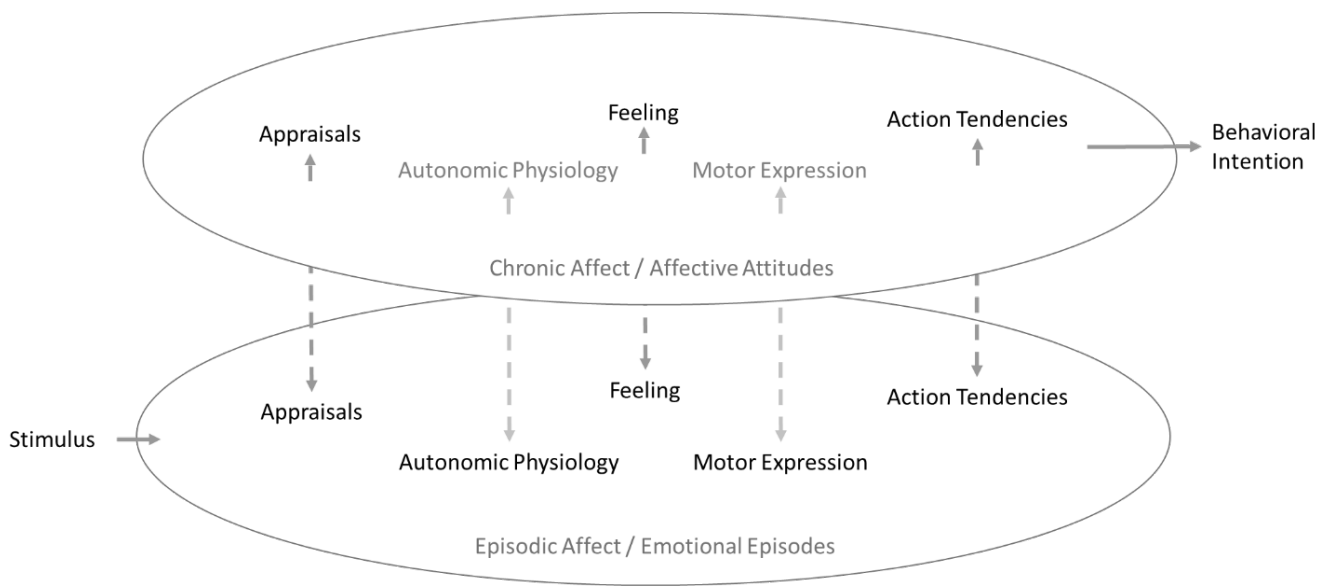 Feeling
Appraisals
Action Tendencies
Behavioral
Intention
Autonomic Physiology
Motor Expression
Chronic Affect / Affective Attitudes
Feeling
Appraisals
Action Tendencies
Stimulus
Autonomic Physiology
Motor Expression
Episodic Affect / Emotional Episodes